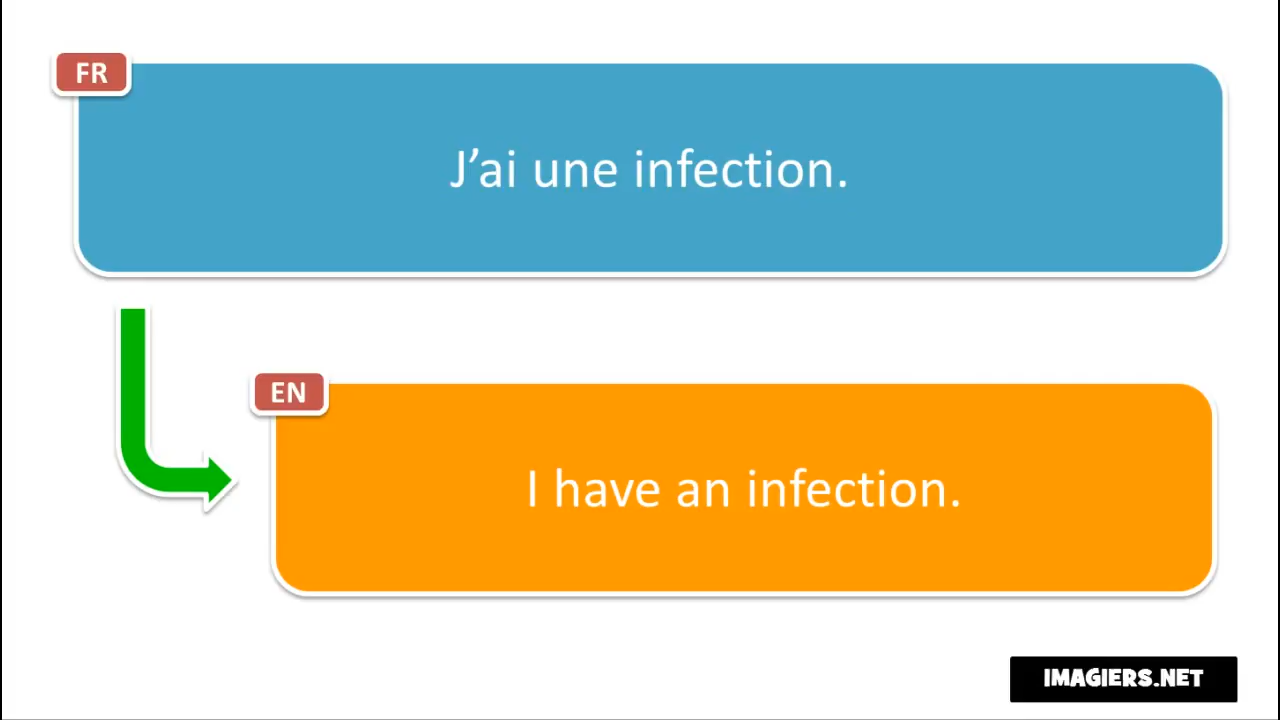 FR
J’ai une infection.
EN
I have an infection.
IMAGIERS.NET